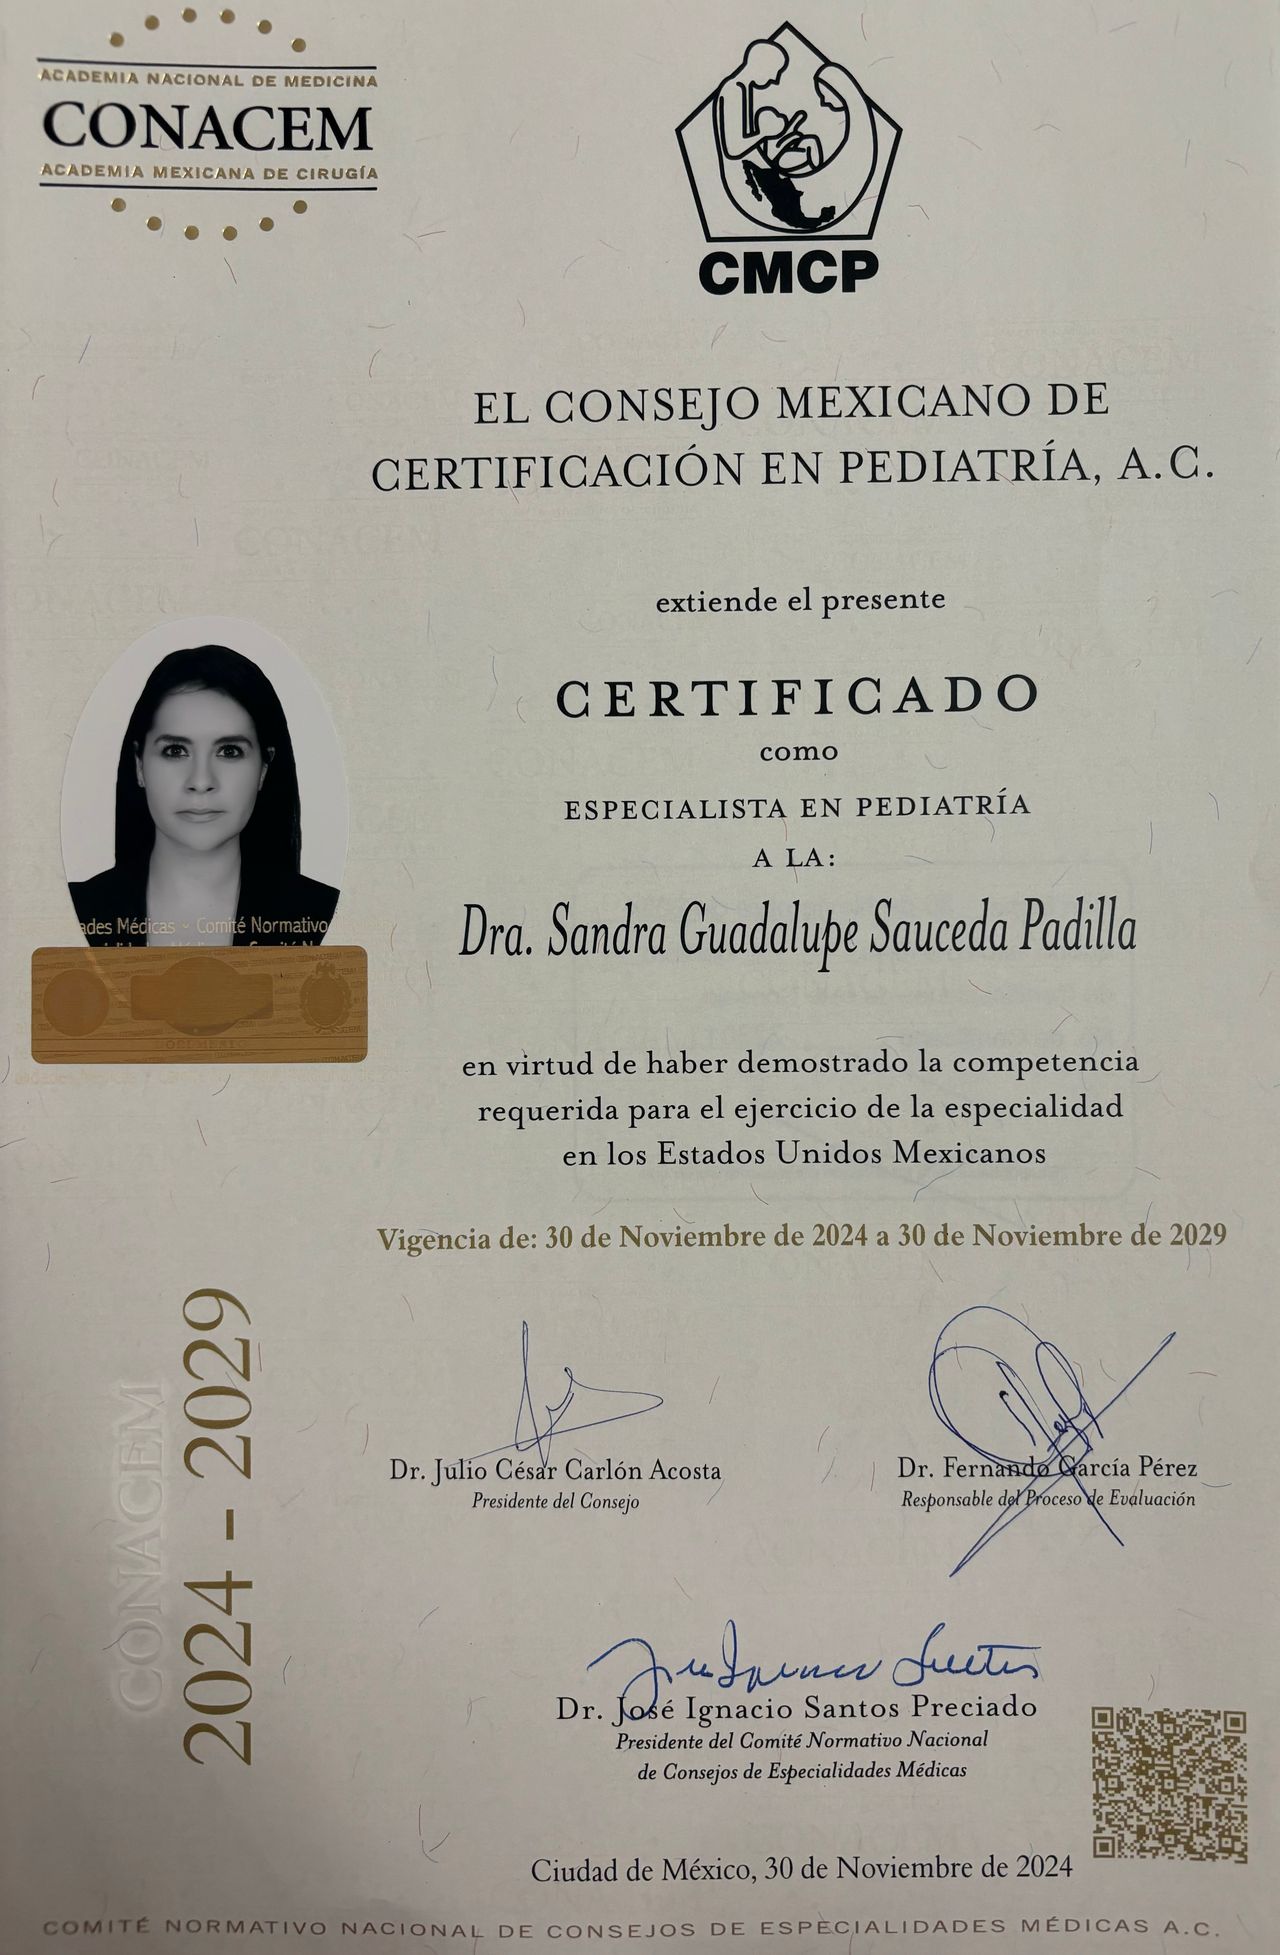 ACADEMIA NACIONAL DE MEDICINA
CONACEM
ACADEMIA MEXICANA DE CIRUGÍA
CMCP
EL CONSEJO MEXICANO DE
CERTIFICACIÓN EN PEDIATRÍA, A.C.
extiende el presente
CERTIFICADO
como
ESPECIALISTA EN PEDIATRÍA
A LA:
Dra. Sandra Guadalupe Sauceda Padilla
ades Médicas ~ Comité Normativo
en virtud de haber demostrado la competencia
requerida para el ejercicio de la especialidad
en los Estados Unidos Mexicanos
Vigencia de: 30 de Noviembre de 2024 a 30 de Noviembre de 2029
CONACEM
2024 - 2029
Dr. Julio César Carlón Acosta
Presidente del Consejo
Dr. Fernando García Pérez
Responsable del Proceso de Evaluación
Dr. José Ignacio Santos Preciado
Presidente del Comité Normativo Nacional
de Consejos de Especialidades Médicas
Ciudad de México, 30 de Noviembre de 2024
COMITÉ NORMATIVO NACIONAL DE CONSEJOS DE ESPECIALIDADES MÉDICAS A.C.